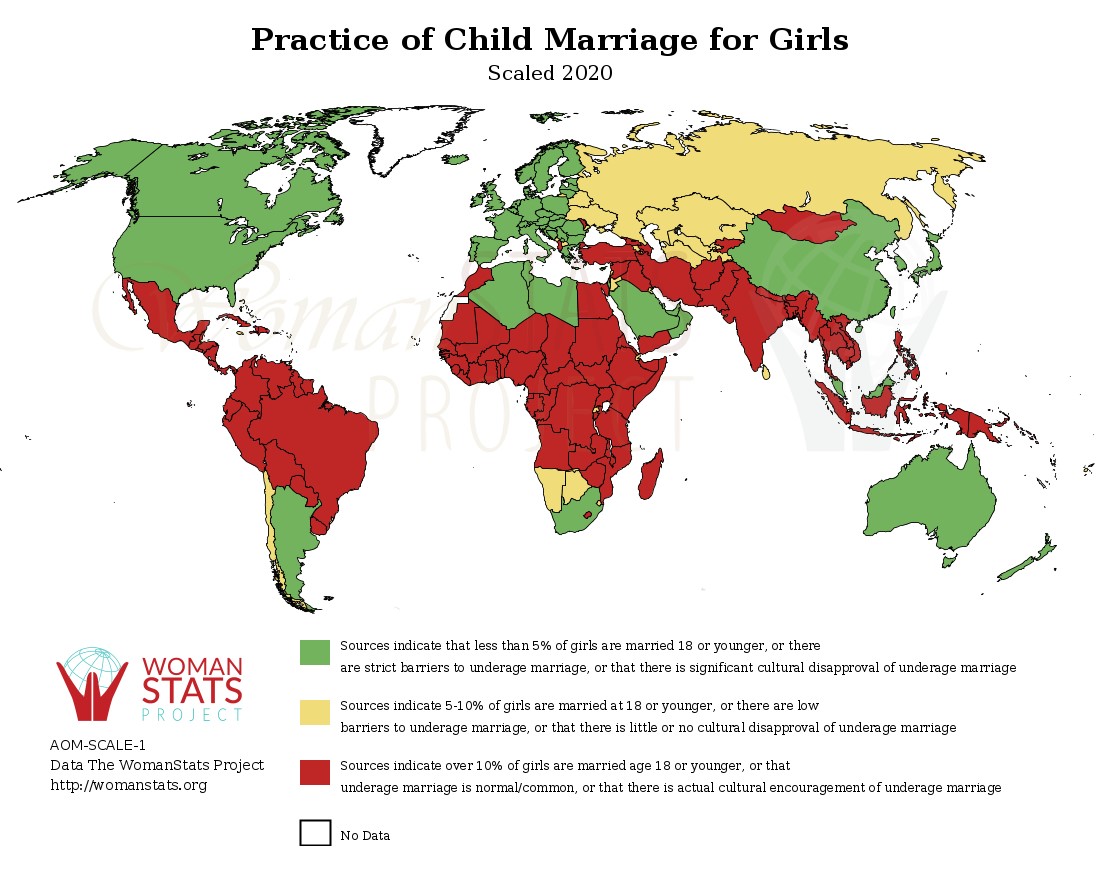 Practice of Child Marriage for Girls
Scaled 2020
WomanSTATS
PROJECT
Sources indicate that less than 5% of girls are married 18 or younger, or there
are strict barriers to underage marriage, or that there is significant cultural disapproval of underage marriage
Sources indicate 5-10% of girls are married at 18 or younger, or there are low
barriers to underage marriage, or that there is little or no cultural disapproval of underage marriage
Sources indicate over 10% of girls are married age 18 or younger, or that
underage marriage is normal/common, or that there is actual cultural encouragement of underage marriage
No Data
WOMAN
STATS
PROJECT
AOM-SCALE-1
Data The WomanStats Project
http://womanstats.org